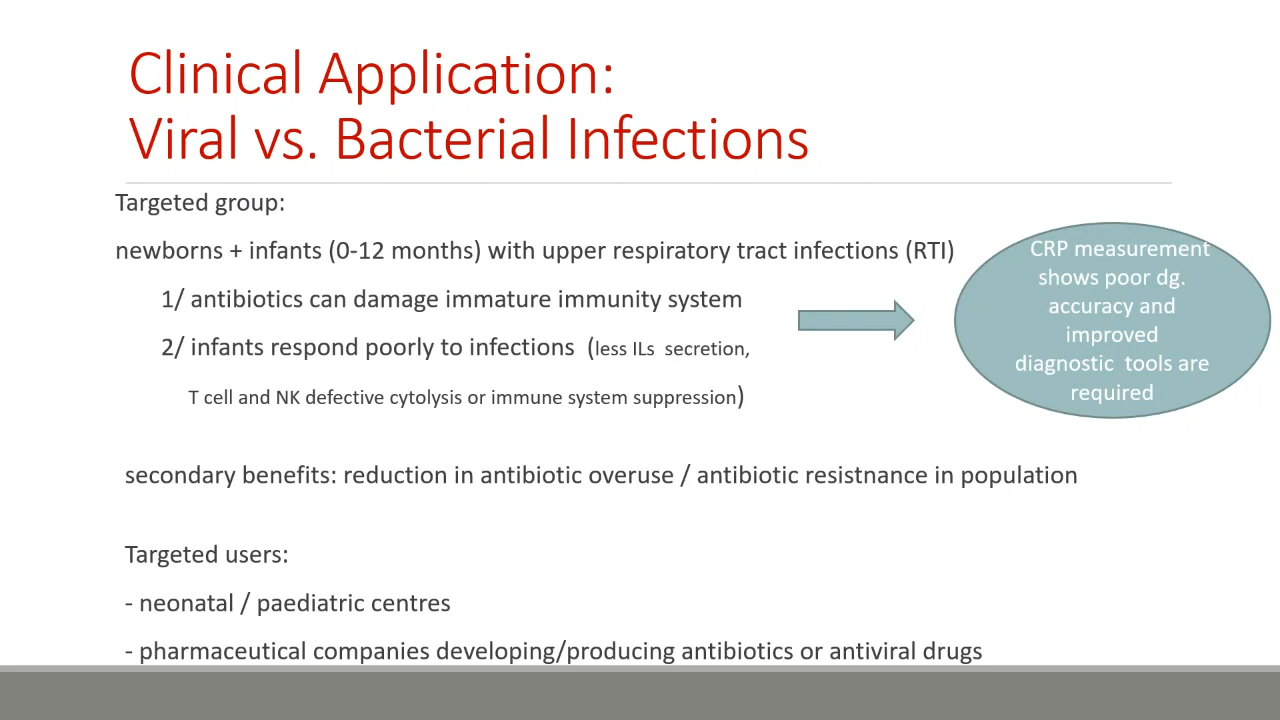 Clinical Application:
Viral vs. Bacterial Infections
Targeted group:
newborns + infants (0-12 months) with upper respiratory tract infections (RTI)
1/ antibiotics can damage immature immunity system
2/ infants respond poorly to infections (less ILs secretion,
T cell and NK defective cytolysis or immune system suppression)
CRP measurement
shows poor dg.
accuracy and
improved
diagnostic tools are
required
secondary benefits: reduction in antibiotic overuse / antibiotic resistnance in population
Targeted users:
- neonatal / paediatric centres
- pharmaceutical companies developing/producing antibiotics or antiviral drugs